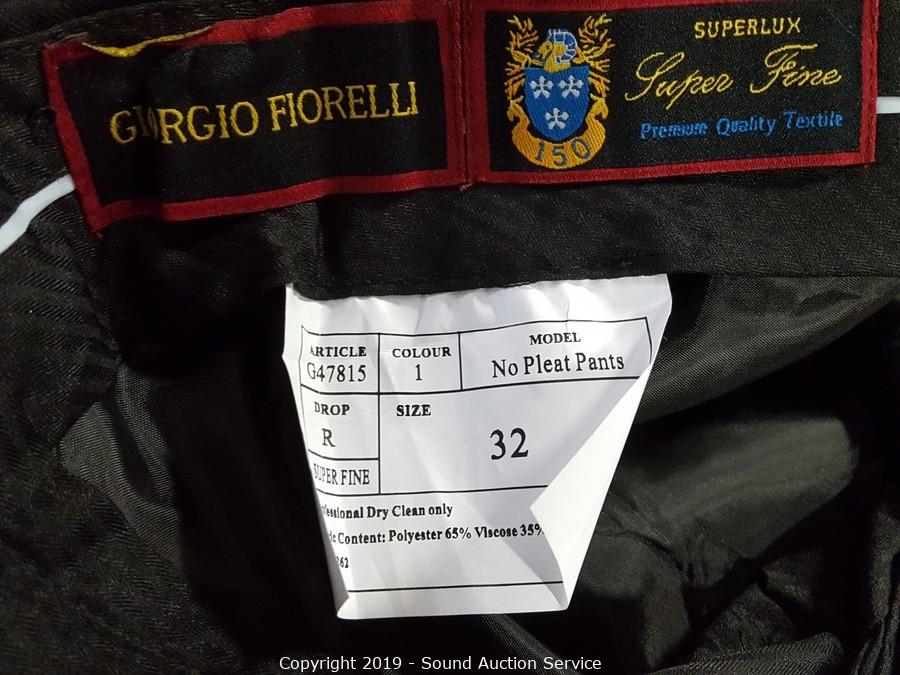 GIORGIO FIORELLI
150
SUPERLUX
Super Fine
Premium Quality Textile
ARTICLE
G47815
COLOUR
1
MODEL
No Pleat Pants
DROP
R
SIZE
32
SUPER FINE
Dry Clean only
Content: Polyester 65% Viscose 35%
Copyright 2019 - Sound Auction Service